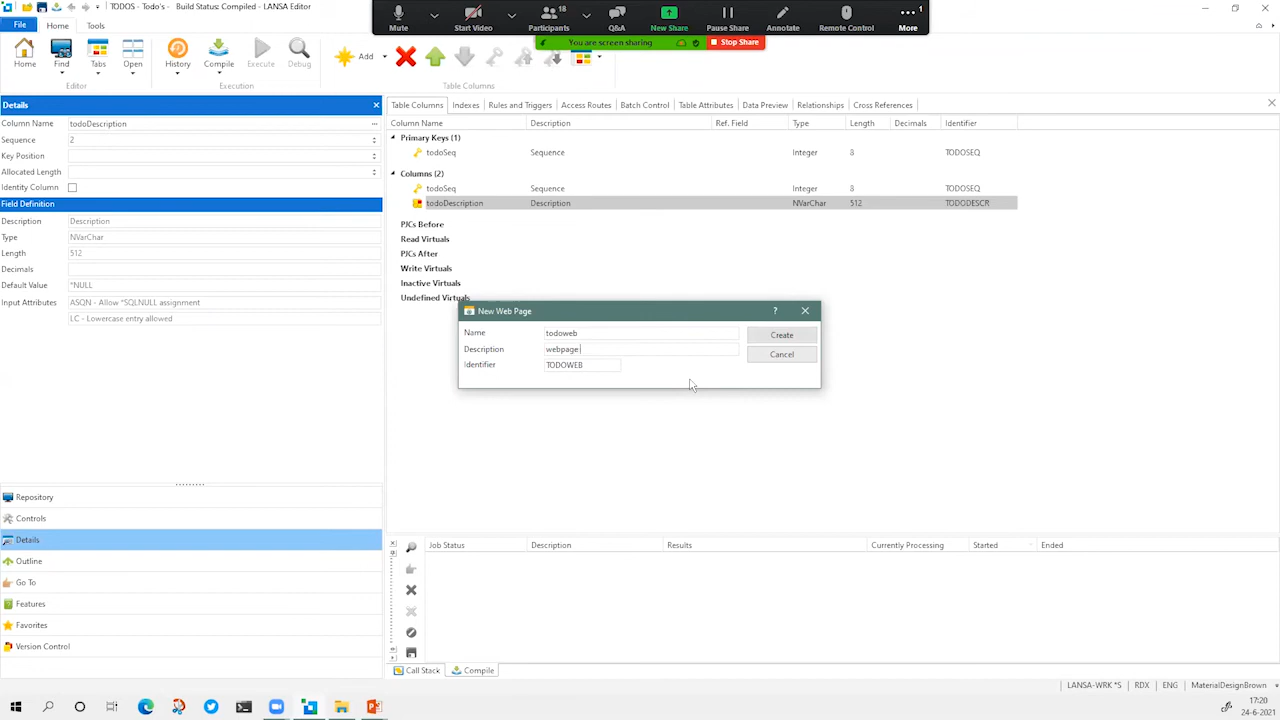 TODOS - Todo's - Build Status: Compiled - LANSA Editor
Mute
Start Video
18
Participants
Q&A
New Share
Pause Share
Annotate
Remote Control
More
You are screen sharing
Stop Share
File
Home
Tools
Home
Find
Tabs
Open
History
Compile
Execute
Debug
Add
Editor
Execution
Table Columns
Details
Column Name
todoDescription
Sequence
2
Key Position
Allocated Length
Identity Column
Field Definition
Description
Description
Type
NVarChar
Length
512
Decimals
Default Value
*NULL
Input Attributes
ASQN - Allow *SQLNULL assignment
LC - Lowercase entry allowed
Repository
Controls
Details
Outline
Go To
Features
Favorites
Version Control
Table Columns
Indexes
Rules and Triggers
Access Routes
Batch Control
Table Attributes
Data Preview
Relationships
Cross References
Column Name Description Ref. Field Type Length Decimals Identifier
Primary Keys (1)
todoSeq Sequence Integer 8 TODOSEQ
Columns (2)
todoSeq Sequence Integer 8 TODOSEQ
todoDescription Description NVarChar 512 TODODESCR
PJCs Before
Read Virtuals
PJCs After
Write Virtuals
Inactive Virtuals
Undefined Virtuals
New Web Page
?
Name
todoweb
Create
Description
webpage
Cancel
Identifier
TODOWEB
Job Status Description Results Currently Processing Started Ended
Call Stack
Compile
LANSA-WRK *S
RDX
ENG
MaterialDesignBrown
17:20
24-6-2021